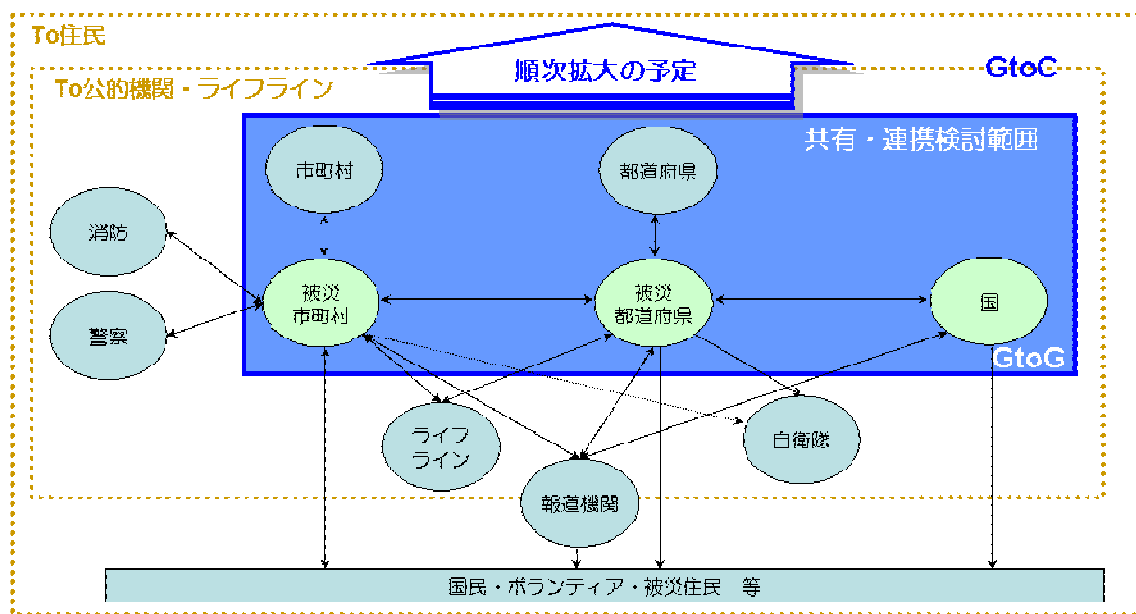 To住民
順次拡大の予定
GtoC
To公的機関・ライフライン
共有・連携検討範囲
市町村
都道府県
消防
被災
市町村
被災
都道府県
国
警察
GtoG
ライフ
ライン
自衛隊
報道機関
国民・ボランティア・被災住民　等